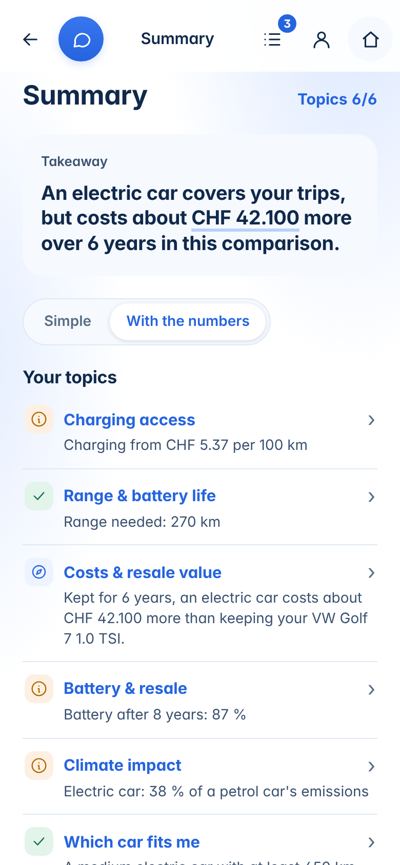 3
Summary
Summary
Topics 6/6
Takeaway
An electric car covers your trips,
but costs about CHF 42.100 more
over 6 years in this comparison.
Simple
With the numbers
Your topics
Charging access
Charging from CHF 5.37 per 100 km
Range & battery life
Range needed: 270 km
Costs & resale value
Kept for 6 years, an electric car costs about
CHF 42.100 more than keeping your VW Golf
7 1.0 TSI.
Battery & resale
Battery after 8 years: 87 %
Climate impact
Electric car: 38 % of a petrol car's emissions
Which car fits me